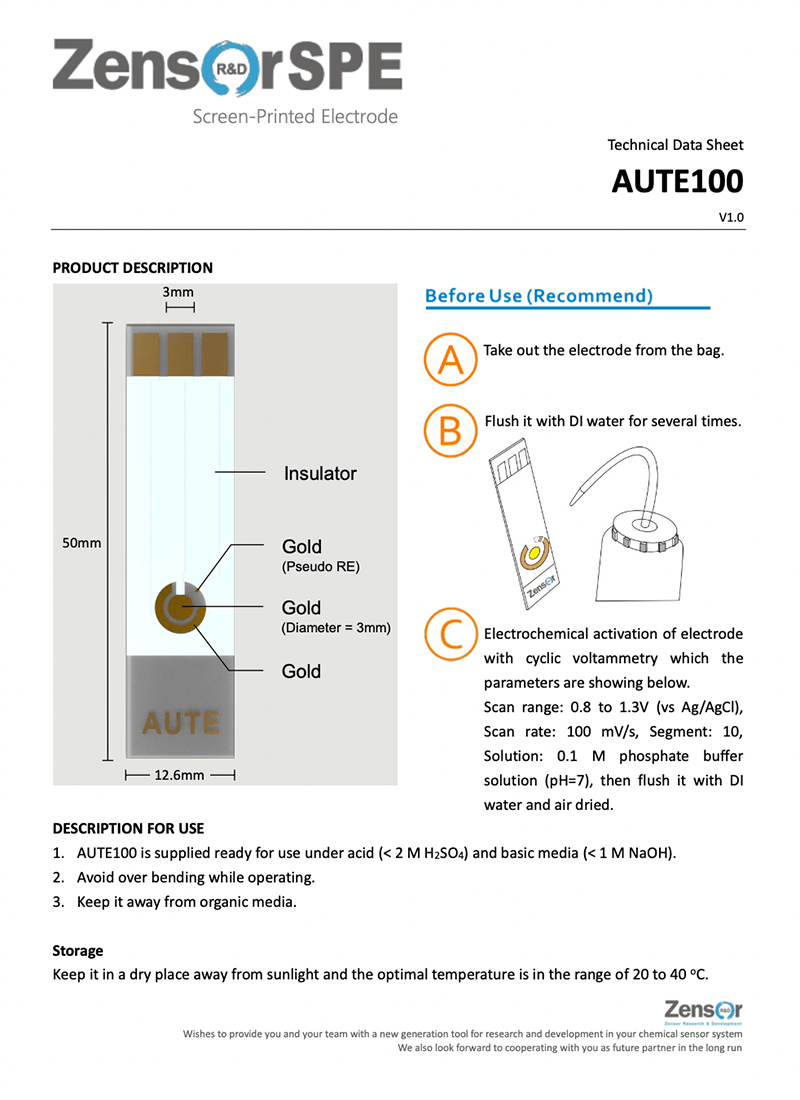 ZensR&DrSPE
Screen-Printed Electrode
Technical Data Sheet
AUTE100
V1.0
PRODUCT DESCRIPTION
3mm
50mm
Insulator
Gold
(Pseudo RE)
Gold
(Diameter = 3mm)
Gold
AUTE
12.6mm
Before Use (Recommend)
A
Take out the electrode from the bag.
B
Flush it with DI water for several times.
Zensor
C
Electrochemical activation of electrode
with cyclic voltammetry which the
parameters are showing below.
Scan range: 0.8 to 1.3V (vs Ag/AgCl),
Scan rate: 100 mV/s, Segment: 10,
Solution: 0.1 M phosphate buffer
solution (pH=7), then flush it with DI
water and air dried.
DESCRIPTION FOR USE
1. AUTE100 is supplied ready for use under acid (< 2 M H₂SO₄) and basic media (< 1 M NaOH).
2. Avoid over bending while operating.
3. Keep it away from organic media.
Storage
Keep it in a dry place away from sunlight and the optimal temperature is in the range of 20 to 40 ºC.
ZensR&Dr
Zensor Research & Development
Wishes to provide you and your team with a new generation tool for research and development in your chemical sensor system
We also look forward to cooperating with you as future partner in the long run